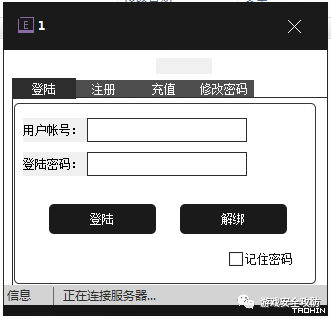 E 1
登陆 注册 充值 修改密码
用户帐号：
登陆密码：
登陆 解绑
记住密码
信息 正在连接服务器...
游戏安全攻防
TAOHIN